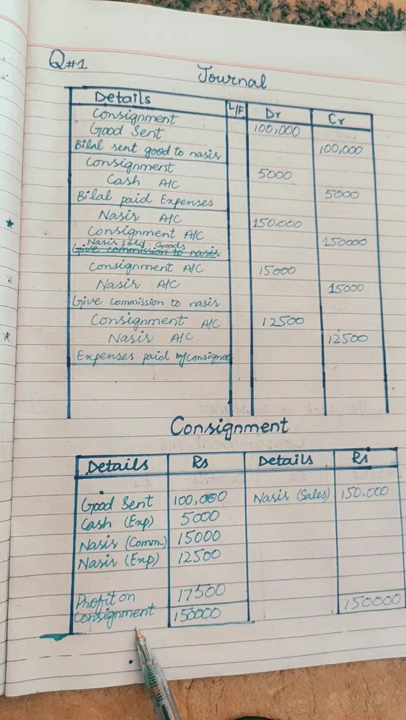 Q#1
Journal
Details L/F Dr Cr
Consignment
Good Sent 100,000
Bilal sent good to nasir 100,000
Consignment 5000
Cash A/C
Bilal paid Expenses 5000
Nasir A/C 150,000
Consignment A/C 150000
Nasir sold goods
Give commission to nasir
Consignment A/C 15000
Nasir A/C 15000
Give commission to nasir
Consignment A/C 12500
Nasir A/C 12500
Expenses paid by consignee
Consignment
Details Rs Details Rs
Good Sent 100,000 Nasir (Sales) 150,000
Cash (Exp) 5000
Nasir (Comm.) 15000
Nasir (Exp) 12500
Profit on 17500
Consignment 150000 150000